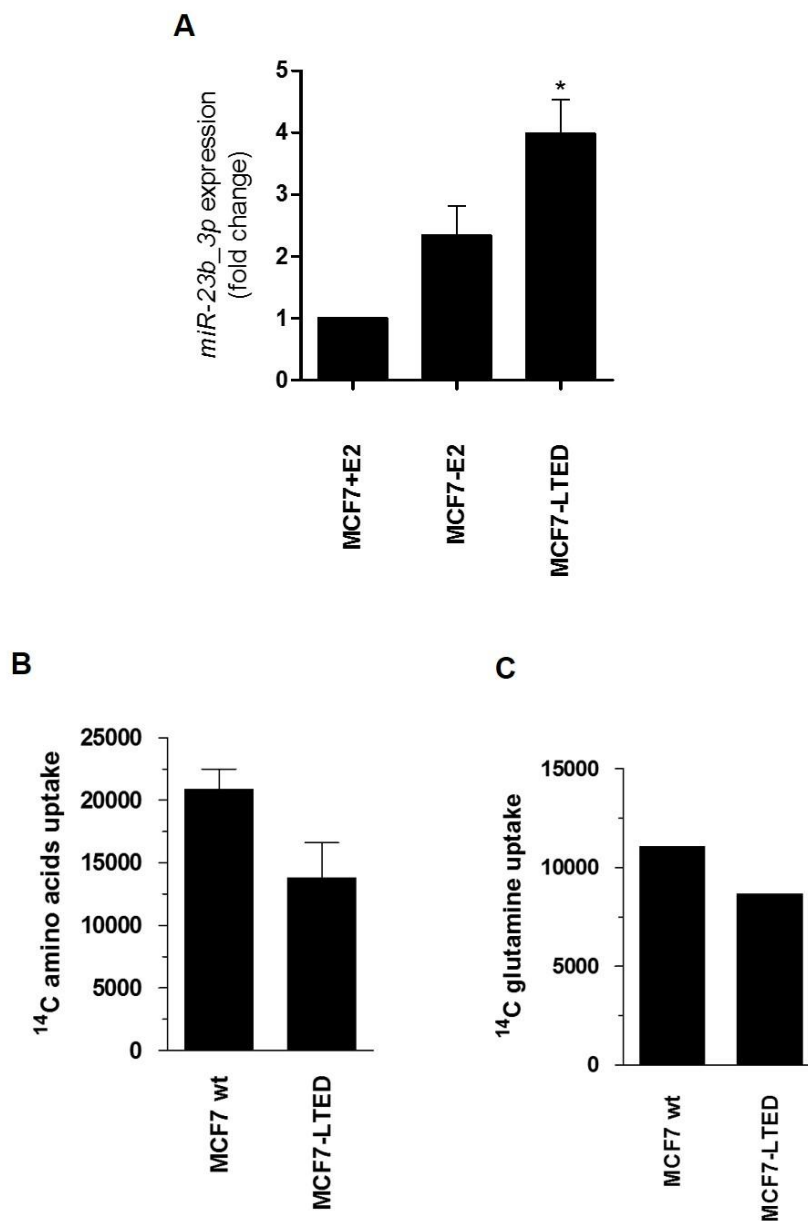 A
miR-23b_3p expression
(fold change)
5
4
3
2
1
0
*
MCF7+E2
MCF7-E2
MCF7-LTED
B
¹⁴C amino acids uptake
25000
20000
15000
10000
5000
0
MCF7 wt
MCF7-LTED
C
¹⁴C glutamine uptake
15000
10000
5000
0
MCF7 wt
MCF7-LTED